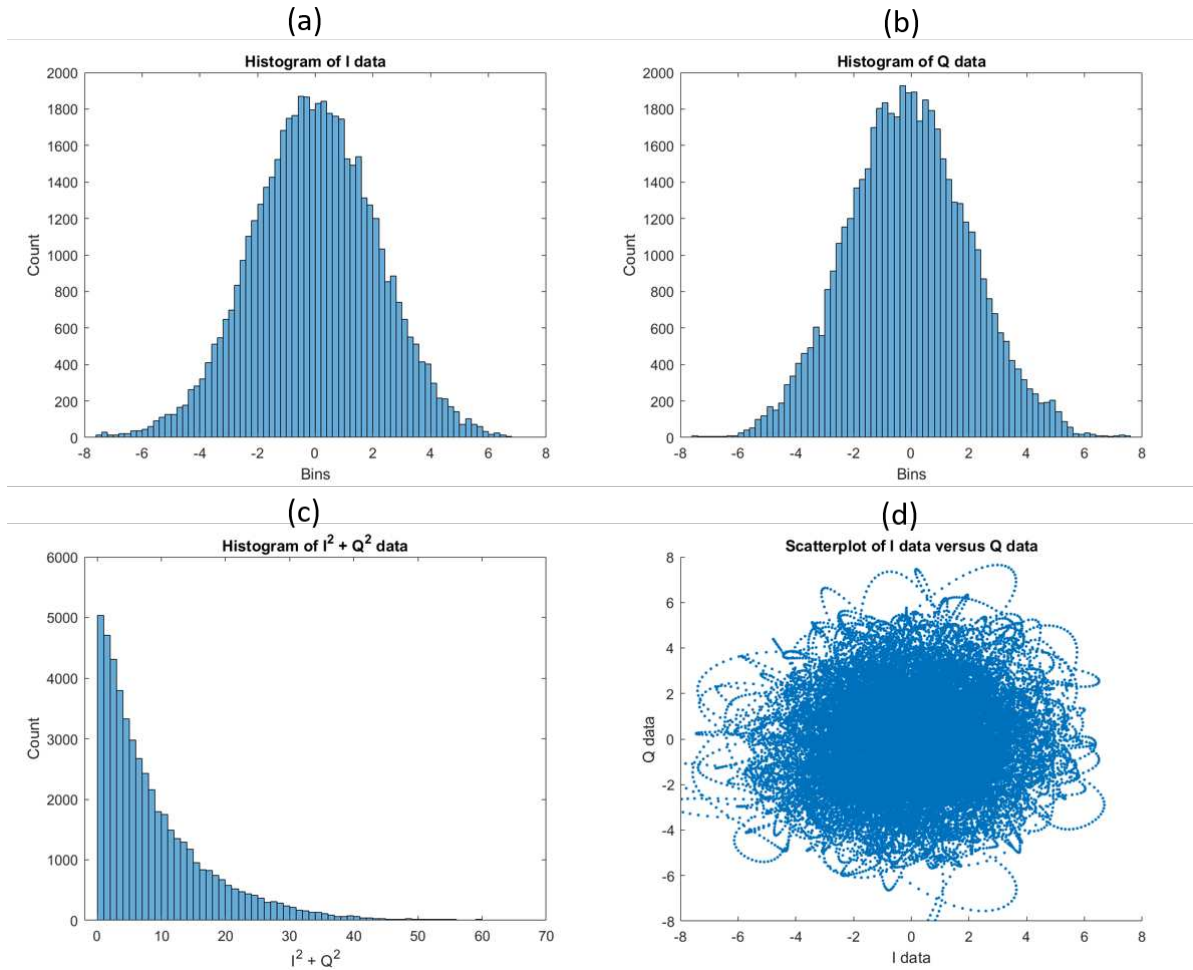 (a)
Histogram of I data
2000
1800
1600
1400
1200
1000
800
600
400
200
0
Count
-8 -6 -4 -2 0 2 4 6 8
Bins
(b)
Histogram of Q data
2000
1800
1600
1400
1200
1000
800
600
400
200
0
Count
-8 -6 -4 -2 0 2 4 6 8
Bins
(c)
Histogram of I² + Q² data
6000
5000
4000
3000
2000
1000
0
Count
0 10 20 30 40 50 60 70
I² + Q²
(d)
Scatterplot of I data versus Q data
8
6
4
2
0
-2
-4
-6
-8
Q data
-8 -6 -4 -2 0 2 4 6 8
I data